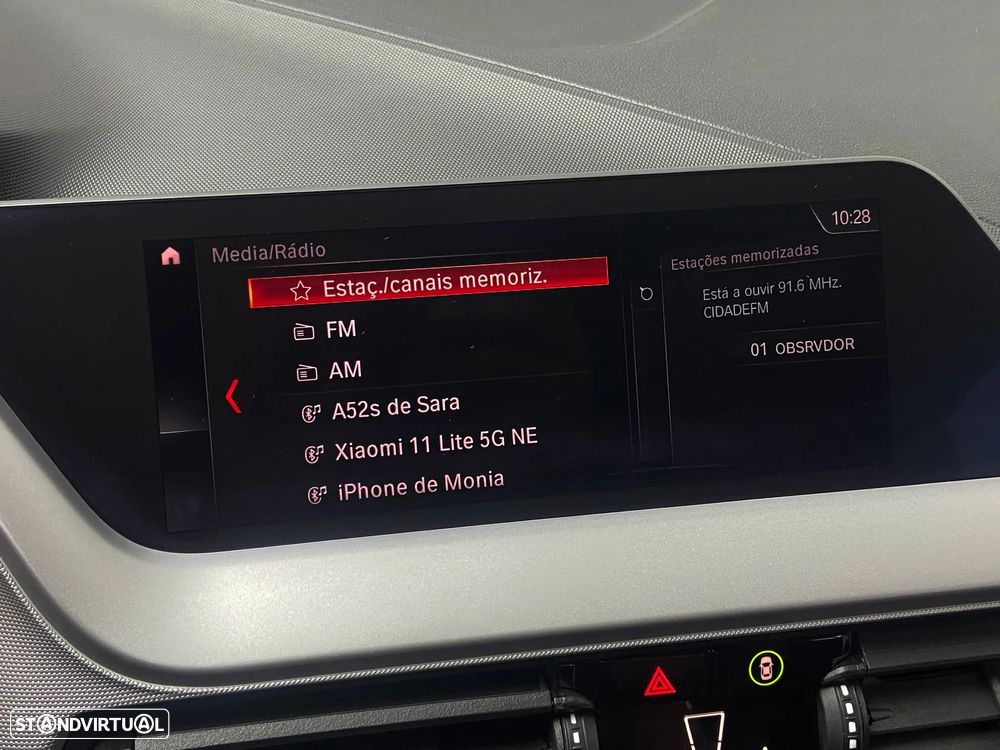 10:28
Media/Rádio
Estaç./canais memoriz.
FM
AM
A52s de Sara
Xiaomi 11 Lite 5G NE
iPhone de Monia
Estações memorizadas
Está a ouvir 91.6 MHz.
CIDADEFM
01 OBSRVDOR
STANDVIRTUAL